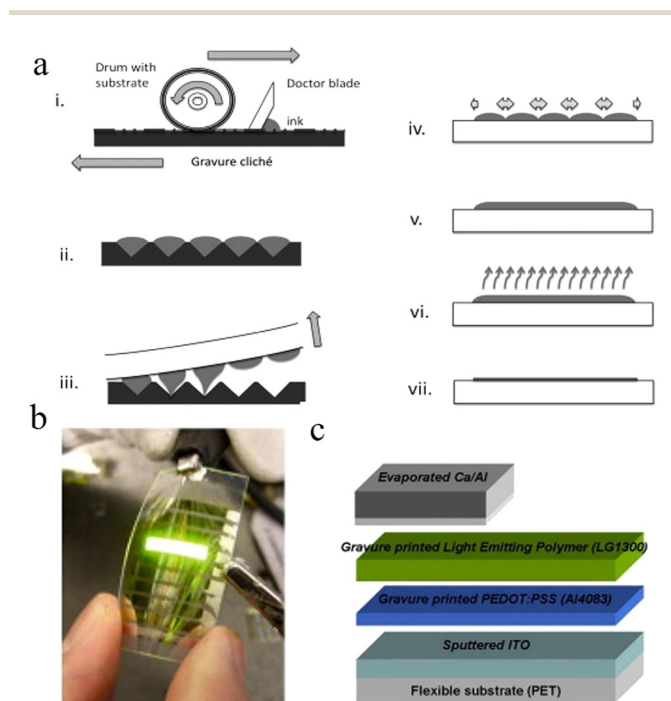 a
Drum with
substrate
Doctor blade
i.
ink
Gravure cliché
ii.
iii.
iv.
v.
vi.
vii.
b
c
Evaporated Ca/Al
Gravure printed Light Emitting Polymer (LG1300)
Gravure printed PEDOT:PSS (AI4083)
Sputtered ITO
Flexible substrate (PET)